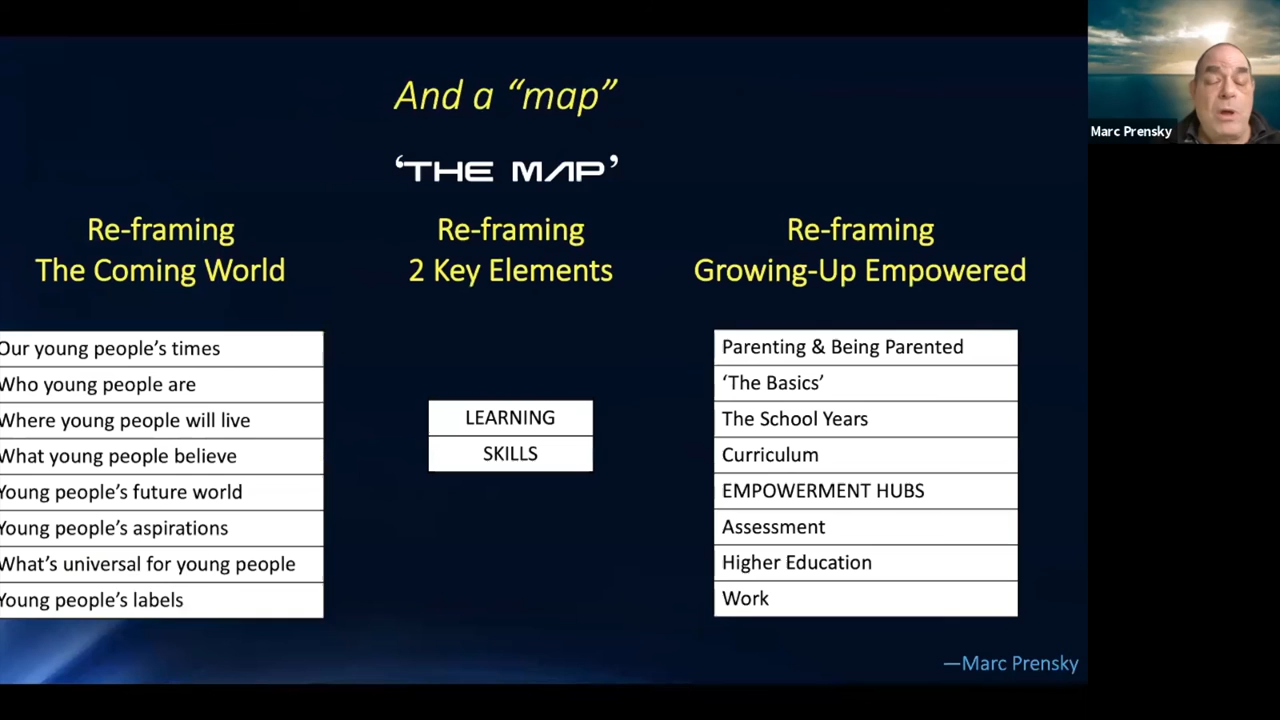 And a “map”
‘THE MAP’
Re-framing
The Coming World
Our young people’s times
Who young people are
Where young people will live
What young people believe
Young people’s future world
Young people’s aspirations
What’s universal for young people
Young people’s labels
Re-framing
2 Key Elements
LEARNING
SKILLS
Re-framing
Growing-Up Empowered
Parenting & Being Parented
‘The Basics’
The School Years
Curriculum
EMPOWERMENT HUBS
Assessment
Higher Education
Work
—Marc Prensky
Marc Prensky